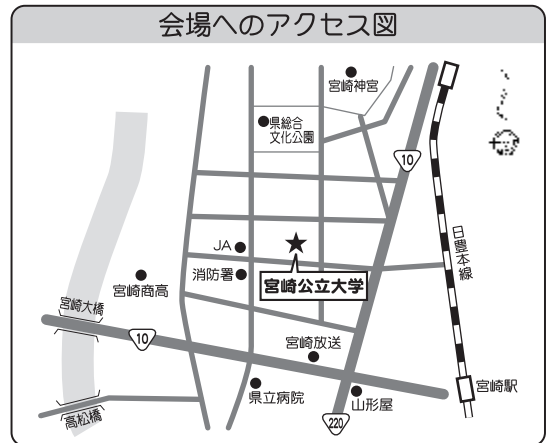 会場へのアクセス図
宮崎神宮
●県総合
文化公園
10
日豊本線
JA
消防署
宮崎公立大学
宮崎商高
宮崎大橋
10
宮崎放送
宮崎駅
県立病院
山形屋
高松橋
220